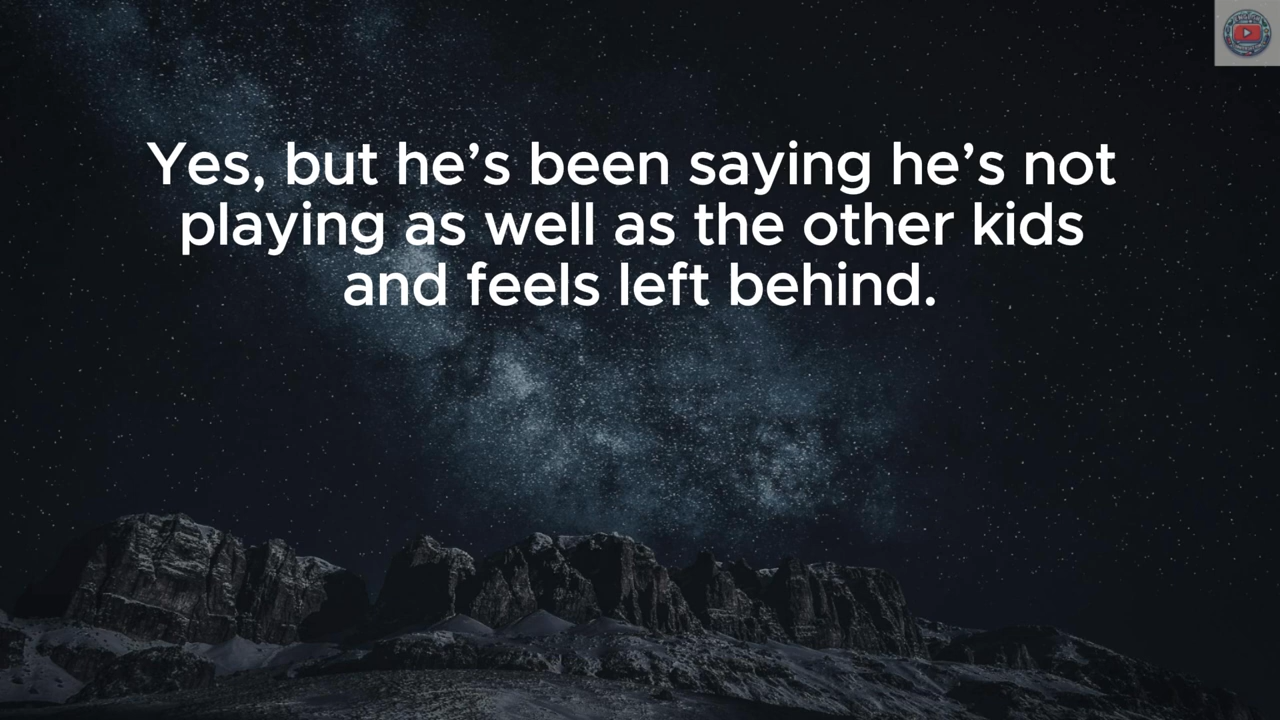 Yes, but he’s been saying he’s not
playing as well as the other kids
and feels left behind.